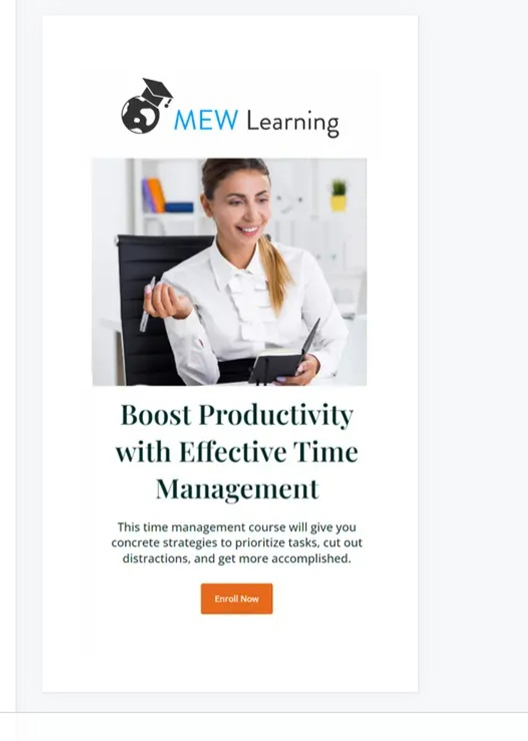 MEW Learning
Boost Productivity
with Effective Time
Management
This time management course will give you
concrete strategies to prioritize tasks, cut out
distractions, and get more accomplished.
Enroll Now